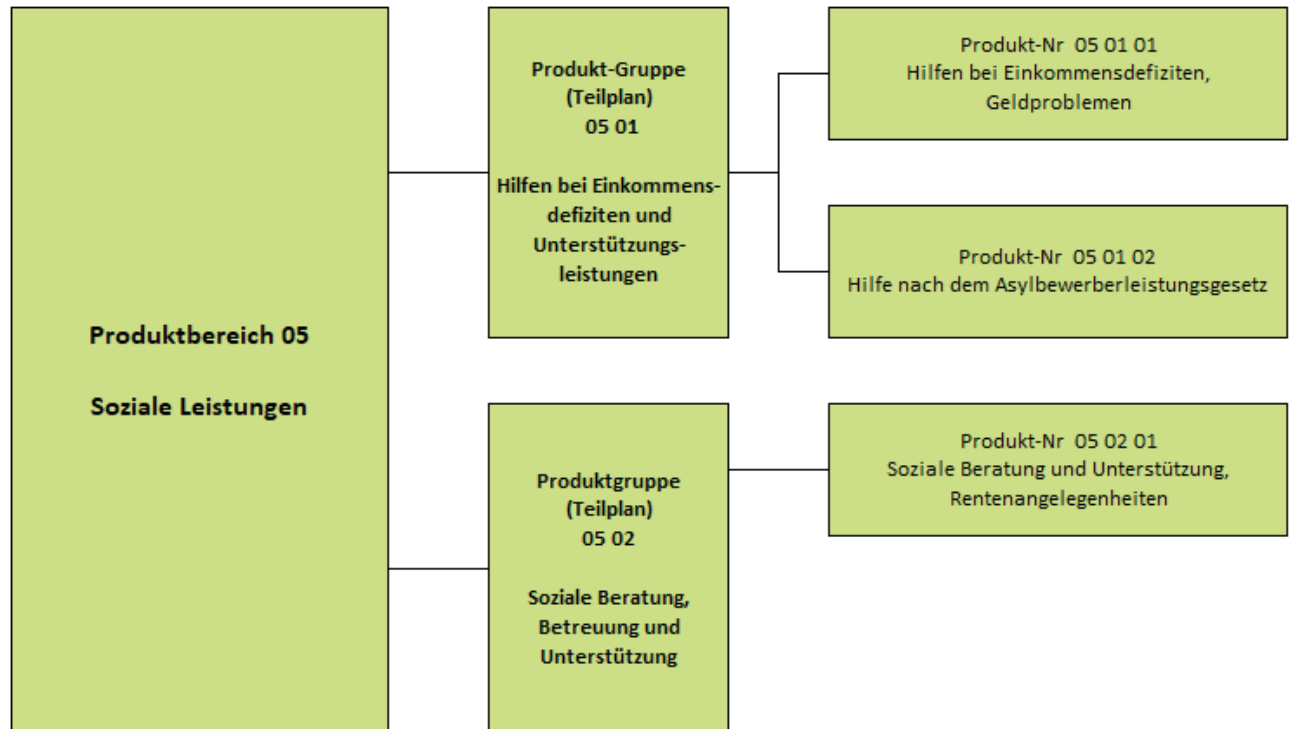 Produktbereich 05
Soziale Leistungen
Produkt-Gruppe
(Teilplan)
05 01
Hilfen bei Einkommens-
defiziten und
Unterstützungs-
leistungen
Produkt-Nr 05 01 01
Hilfen bei Einkommensdefiziten,
Geldproblemen
Produkt-Nr 05 01 02
Hilfe nach dem Asylbewerberleistungsgesetz
Produktgruppe
(Teilplan)
05 02
Soziale Beratung,
Betreuung und
Unterstützung
Produkt-Nr 05 02 01
Soziale Beratung und Unterstützung,
Rentenangelegenheiten